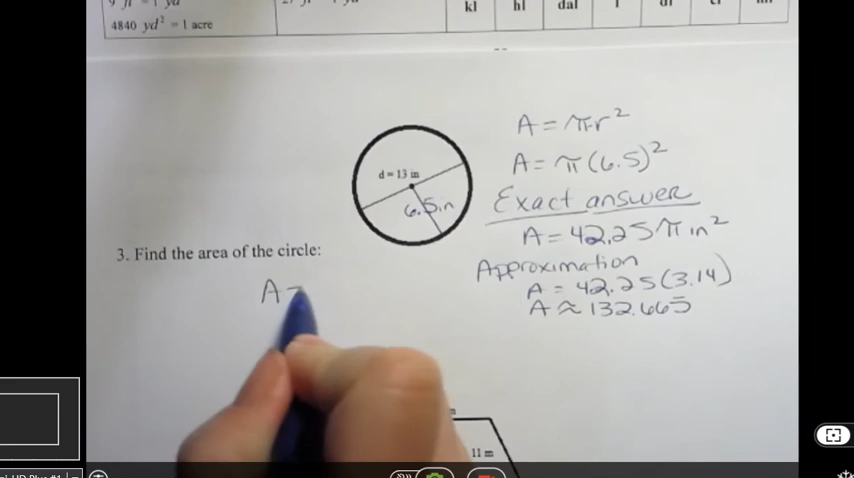 4840 yd² = 1 acre
kl hl dal l
A = πr²
A = π(6.5)²
d = 13 in
6.5in
Exact answer
A = 42.25π in²
3. Find the area of the circle:
Approximation
A = 42.25(3.14)
A ≈ 132.665
A =
11 m